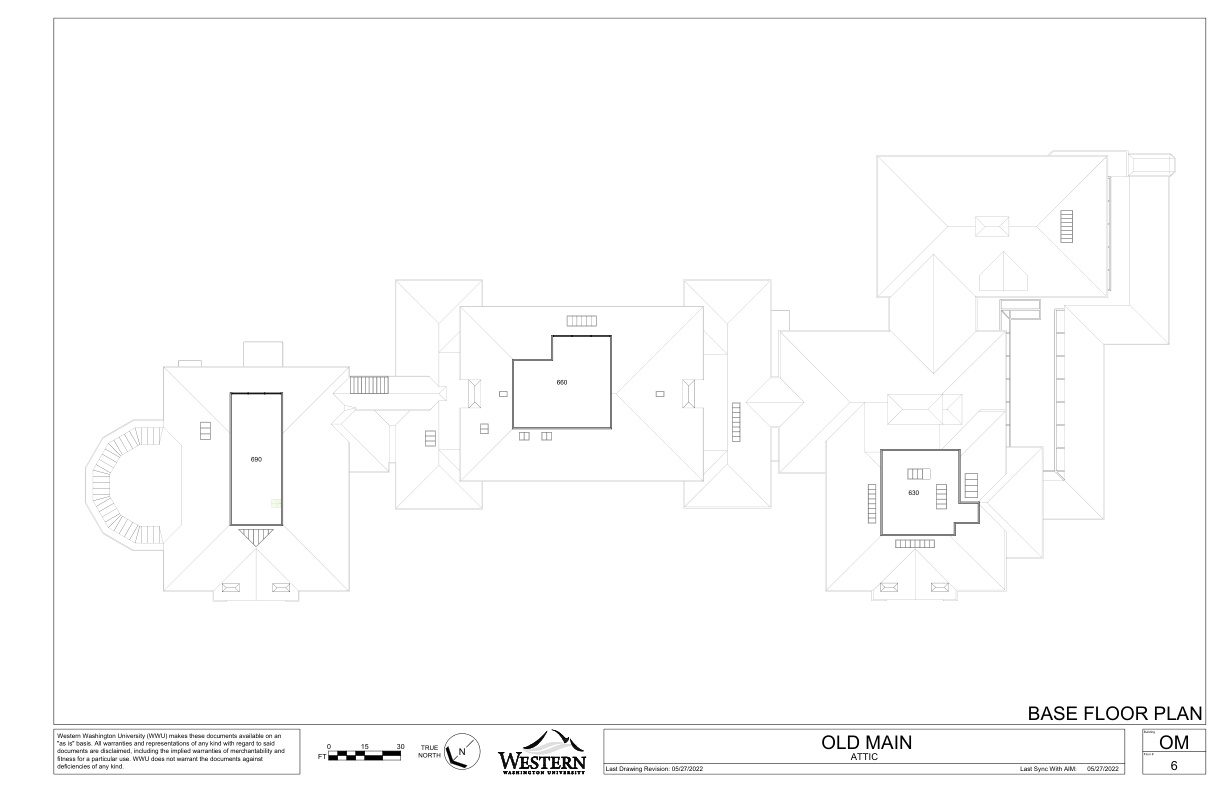 660
690
630
BASE FLOOR PLAN
Western Washington University (WWU) makes these documents available on an
"as is" basis. All warranties and representations of any kind with regard to said
documents are disclaimed, including the implied warranties of merchantability and
fitness for a particular use. WWU does not warrant the documents against
deficiencies of any kind.
0 15 30
FT
TRUE
NORTH
N
WESTERN
WASHINGTON UNIVERSITY
OLD MAIN
ATTIC
Last Drawing Revision: 05/27/2022
Last Sync With AIM: 05/27/2022
Building
OM
6